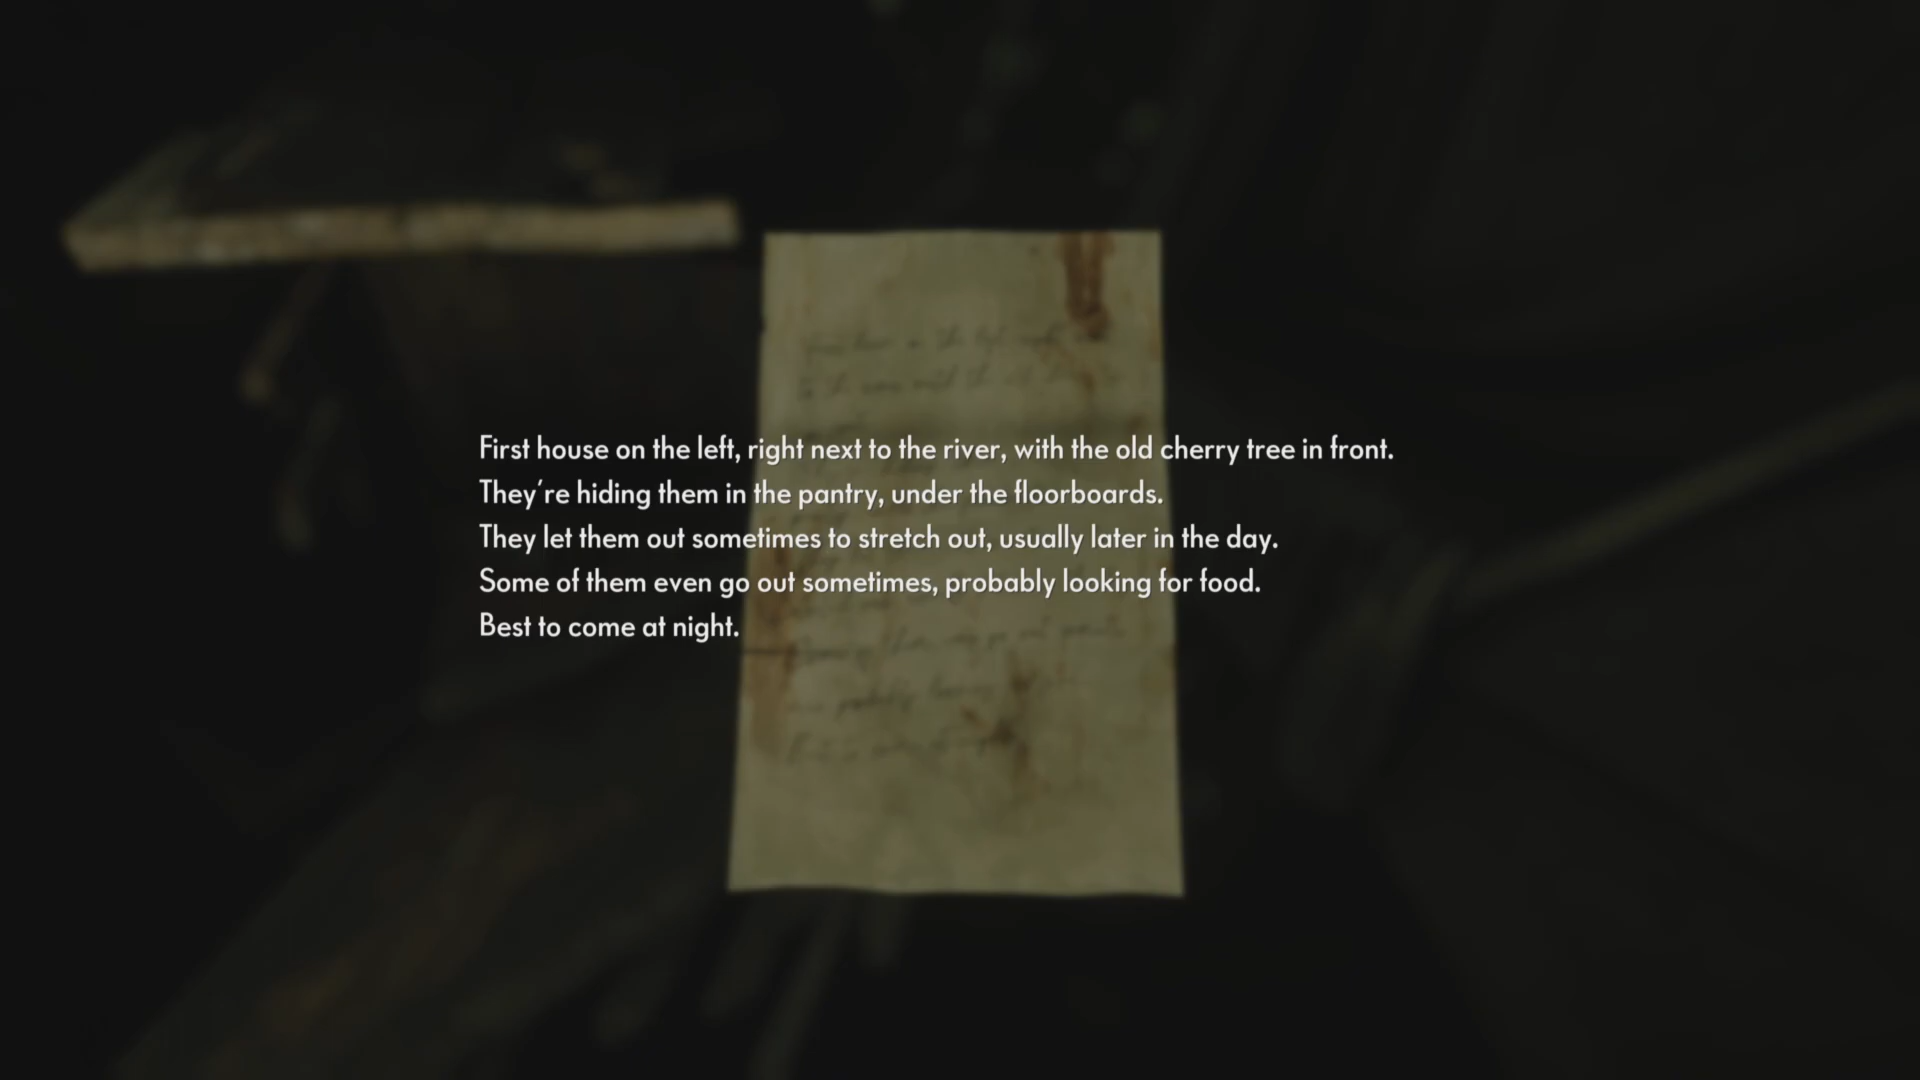 First house on the left, right next to the river, with the old cherry tree in front.
They're hiding them in the pantry, under the floorboards.
They let them out sometimes to stretch out, usually later in the day.
Some of them even go out sometimes, probably looking for food.
Best to come at night.